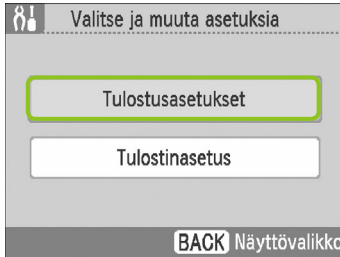 Valitse ja muuta asetuksia
Tulostusasetukset
Tulostinasetus
BACK Näyttövalikko